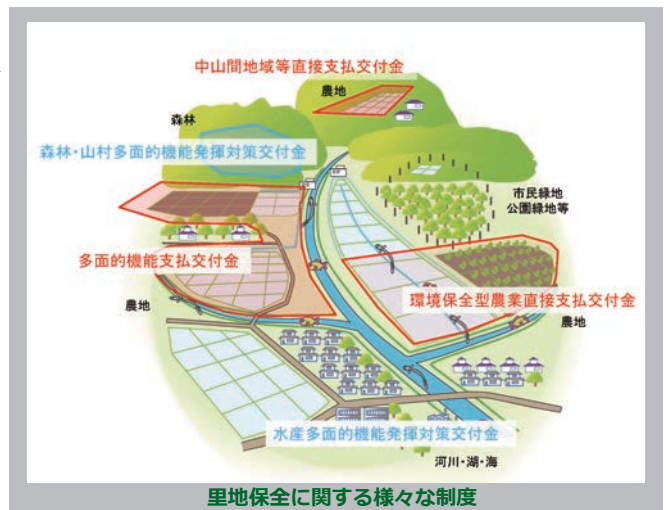 中山間地域等直接支払交付金
農地
森林
森林・山村多面的機能発揮対策交付金
市民緑地
公園緑地等
多面的機能支払交付金
環境保全型農業直接支払交付金
農地
農地
水産多面的機能発揮対策交付金
河川・湖・海
里地保全に関する様々な制度